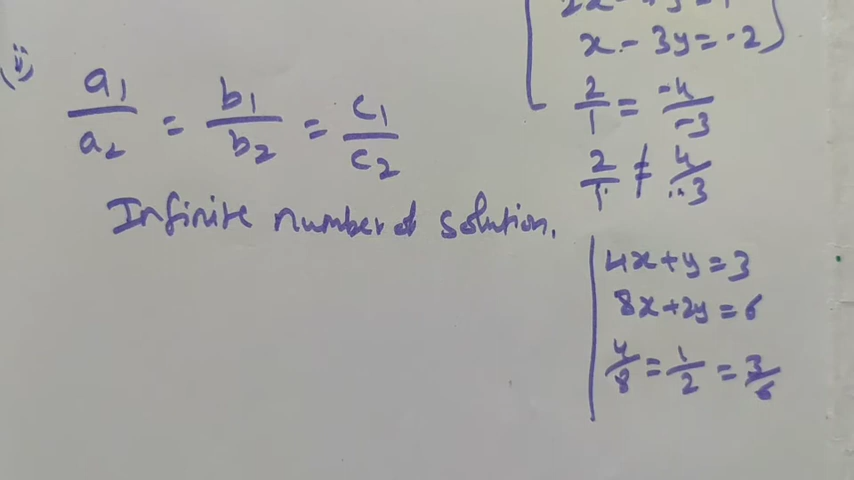 x - 3y = -2
2/1 = -4/-3
2/1 ≠ 4/-3
(ii)
a1/a2 = b1/b2 = c1/c2
Infinite number of solution.
4x + y = 3
8x + 2y = 6
4/8 = 1/2 = 3/6